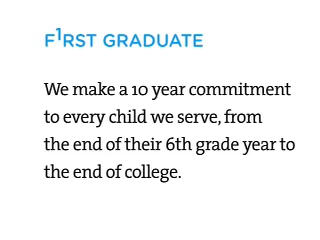 F1RST GRADUATE
We make a 10 year commitment
to every child we serve, from
the end of their 6th grade year to
the end of college.